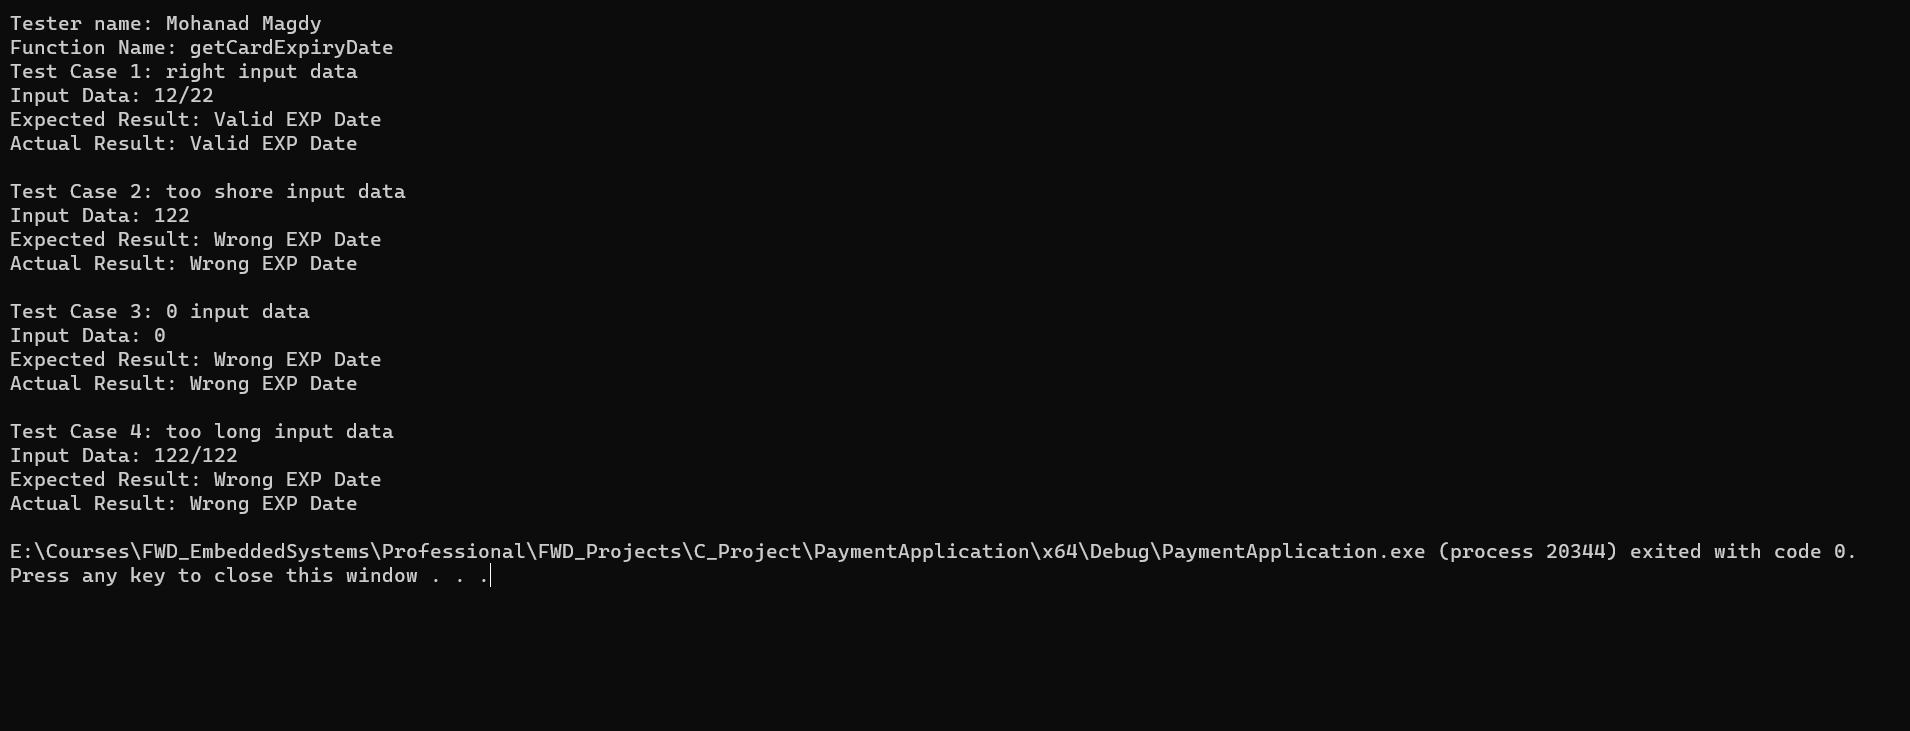 Tester name: Mohanad Magdy
Function Name: getCardExpiryDate
Test Case 1: right input data
Input Data: 12/22
Expected Result: Valid EXP Date
Actual Result: Valid EXP Date
Test Case 2: too shore input data
Input Data: 122
Expected Result: Wrong EXP Date
Actual Result: Wrong EXP Date
Test Case 3: 0 input data
Input Data: 0
Expected Result: Wrong EXP Date
Actual Result: Wrong EXP Date
Test Case 4: too long input data
Input Data: 122/122
Expected Result: Wrong EXP Date
Actual Result: Wrong EXP Date
E:\Courses\FWD_EmbeddedSystems\Professional\FWD_Projects\C_Project\PaymentApplication\x64\Debug\PaymentApplication.exe (process 20344) exited with code 0.
Press any key to close this window . . .